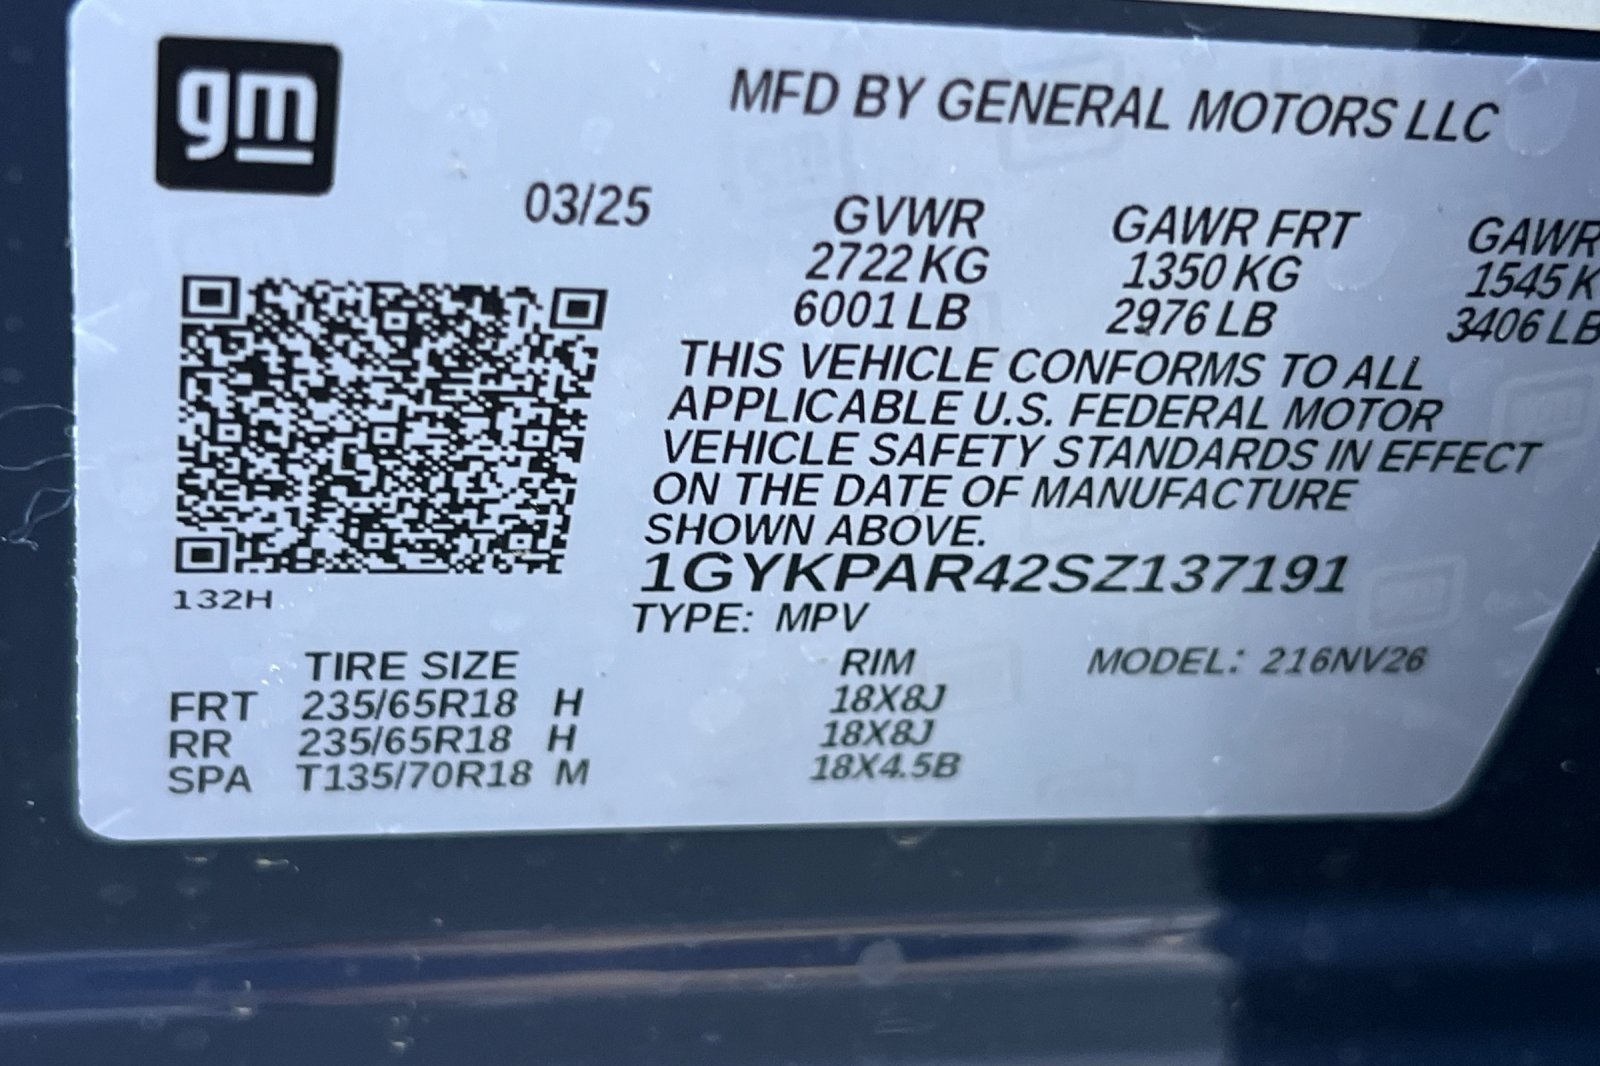 gm
MFD BY GENERAL MOTORS LLC
03/25 GVWR GAWR FRT GAWR
2722 KG 1350 KG 1545 K
6001 LB 2976 LB 3406 LB
THIS VEHICLE CONFORMS TO ALL
APPLICABLE U.S. FEDERAL MOTOR
VEHICLE SAFETY STANDARDS IN EFFECT
ON THE DATE OF MANUFACTURE
SHOWN ABOVE.
1GYKPAR42SZ137191
132H
TYPE: MPV
TIRE SIZE RIM MODEL: 216NV26
FRT 235/65R18 H 18X8J
RR 235/65R18 H 18X8J
SPA T135/70R18 M 18X4.5B